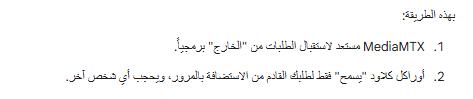 بهذه الطريقة:
1. MediaMTX مستعد لاستقبال الطلبات من "الخارج" برمجياً.
2. أوراكل كلاود "يسمح" فقط لطلبك القادم من الاستضافة بالمرور، ويحجب أي شخص آخر.